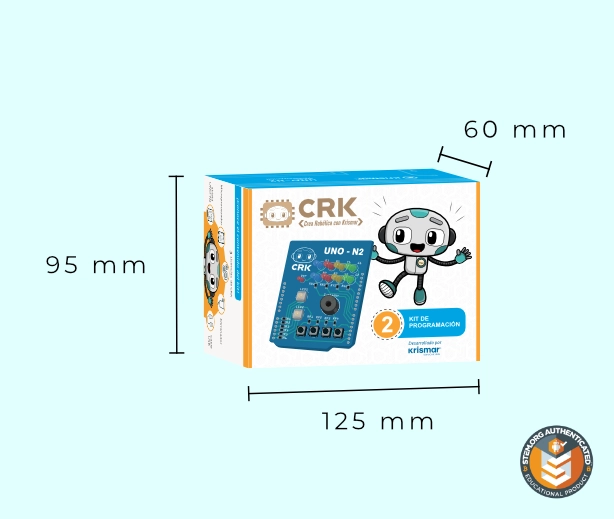 60 mm
95 mm
CRK
Crea Robótica con Krismar
UNO - N2
CRK
2
KIT DE
PROGRAMACIÓN
Desarrollado por
Krismar
125 mm
STEM.ORG AUTHENTICATED
EDUCATIONAL PRODUCT